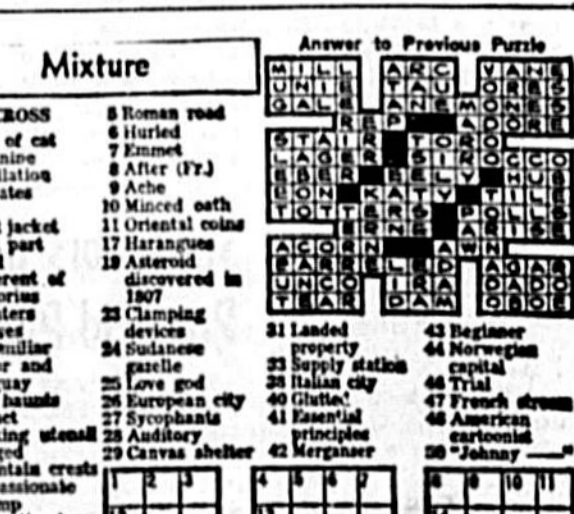 Mixture
Answer to Previous Puzzle
MILL ARC VANE
UNIE TAU ORES
GALE ANEMONES
REP ADORE
STAIR TORO
LAGER SIROCCO
EBER EELY HUB
BON KATY TILE
TOTTERS POLLS
ERNE ARISE
ACORN AWN
PARRELED AGAR
UNCO IRA DADO
TEAR DAM OBOE
ROSS
of cat
nine
llation
ates
jacket
part
erent of
orius
ters
ves
miliar
r and
guay
haunts
ct
ing utensil
ged
ntain crests
assionate
mp
5 Roman road
6 Hurled
7 Emmet
8 After (Fr.)
9 Ache
10 Minced oath
11 Oriental coins
17 Harangues
19 Asteroid
discovered in
1807
23 Clamping
devices
24 Sudanese
gazelle
25 Love god
26 European city
27 Sycophants
28 Auditory
29 Canvas shelter
31 Landed
property
33 Supply station
38 Italian city
40 Glutted
41 Essential
principles
42 Merganser
43 Beginner
44 Norwegian
capital
46 Trial
47 French stream
48 American
cartoonist
50 "Johnny ——"
1 2 3 4 5 6 7 8 9 10 11